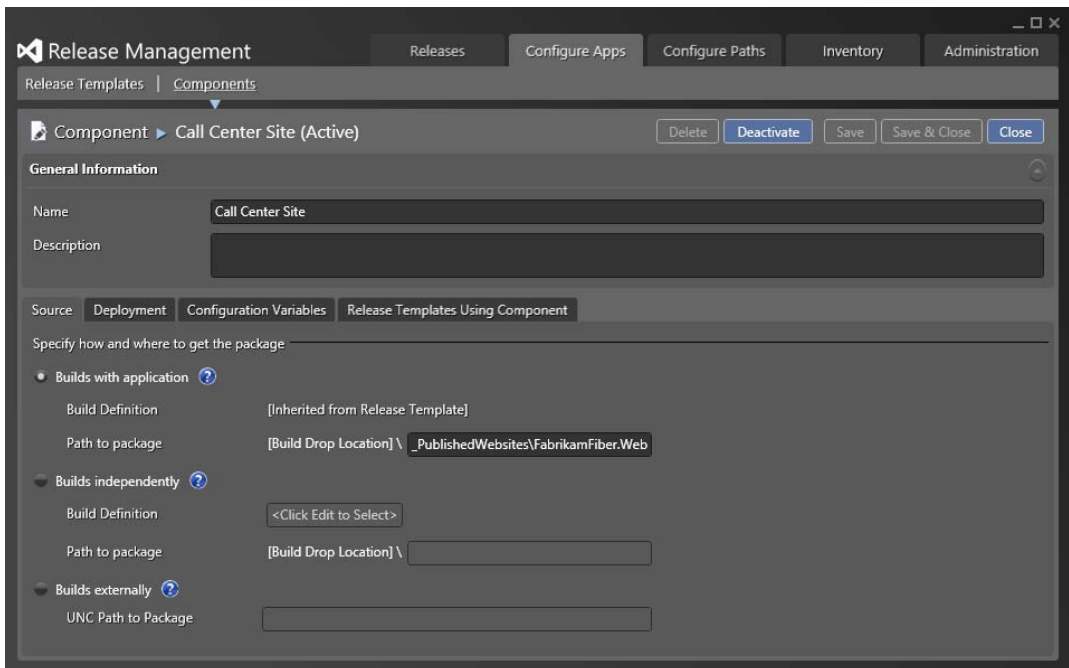 Release Management
Releases
Configure Apps
Configure Paths
Inventory
Administration
Release Templates | Components
Component ▶ Call Center Site (Active)
Delete
Deactivate
Save
Save & Close
Close
General Information
Name
Call Center Site
Description
Source
Deployment
Configuration Variables
Release Templates Using Component
Specify how and where to get the package
Builds with application ?
Build Definition
[Inherited from Release Template]
Path to package
[Build Drop Location] \ _PublishedWebsites\FabrikamFiber.Web
Builds independently ?
Build Definition
<Click Edit to Select>
Path to package
[Build Drop Location] \
Builds externally ?
UNC Path to Package